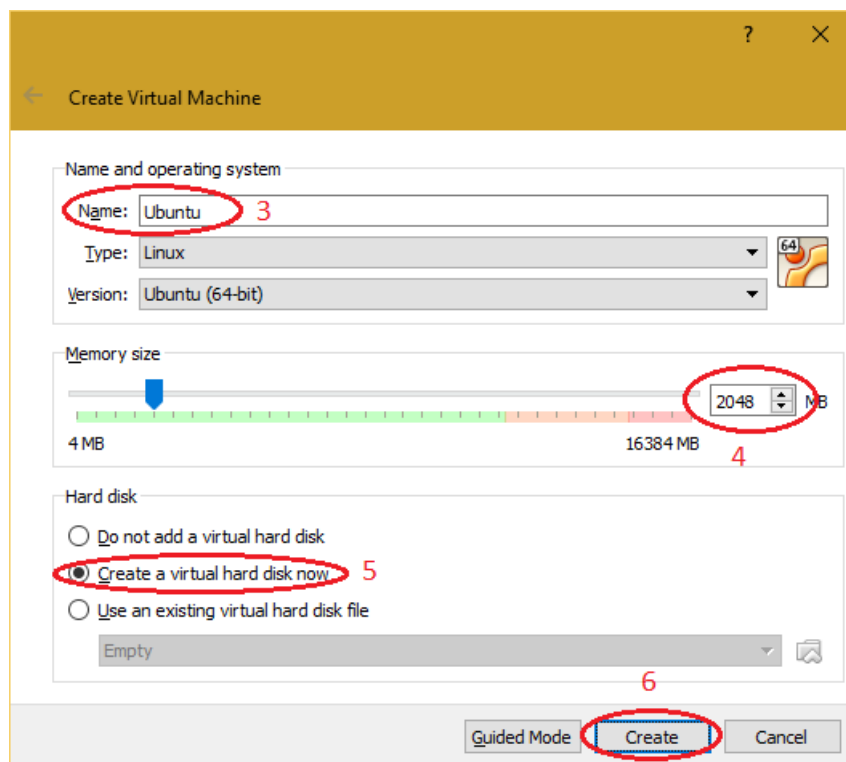 ?
Create Virtual Machine
Name and operating system
Name: Ubuntu 3
Type: Linux
64
Version: Ubuntu (64-bit)
Memory size
2048 MB
4 MB 16384 MB
4
Hard disk
Do not add a virtual hard disk
Create a virtual hard disk now 5
Use an existing virtual hard disk file
Empty
6
Guided Mode Create Cancel